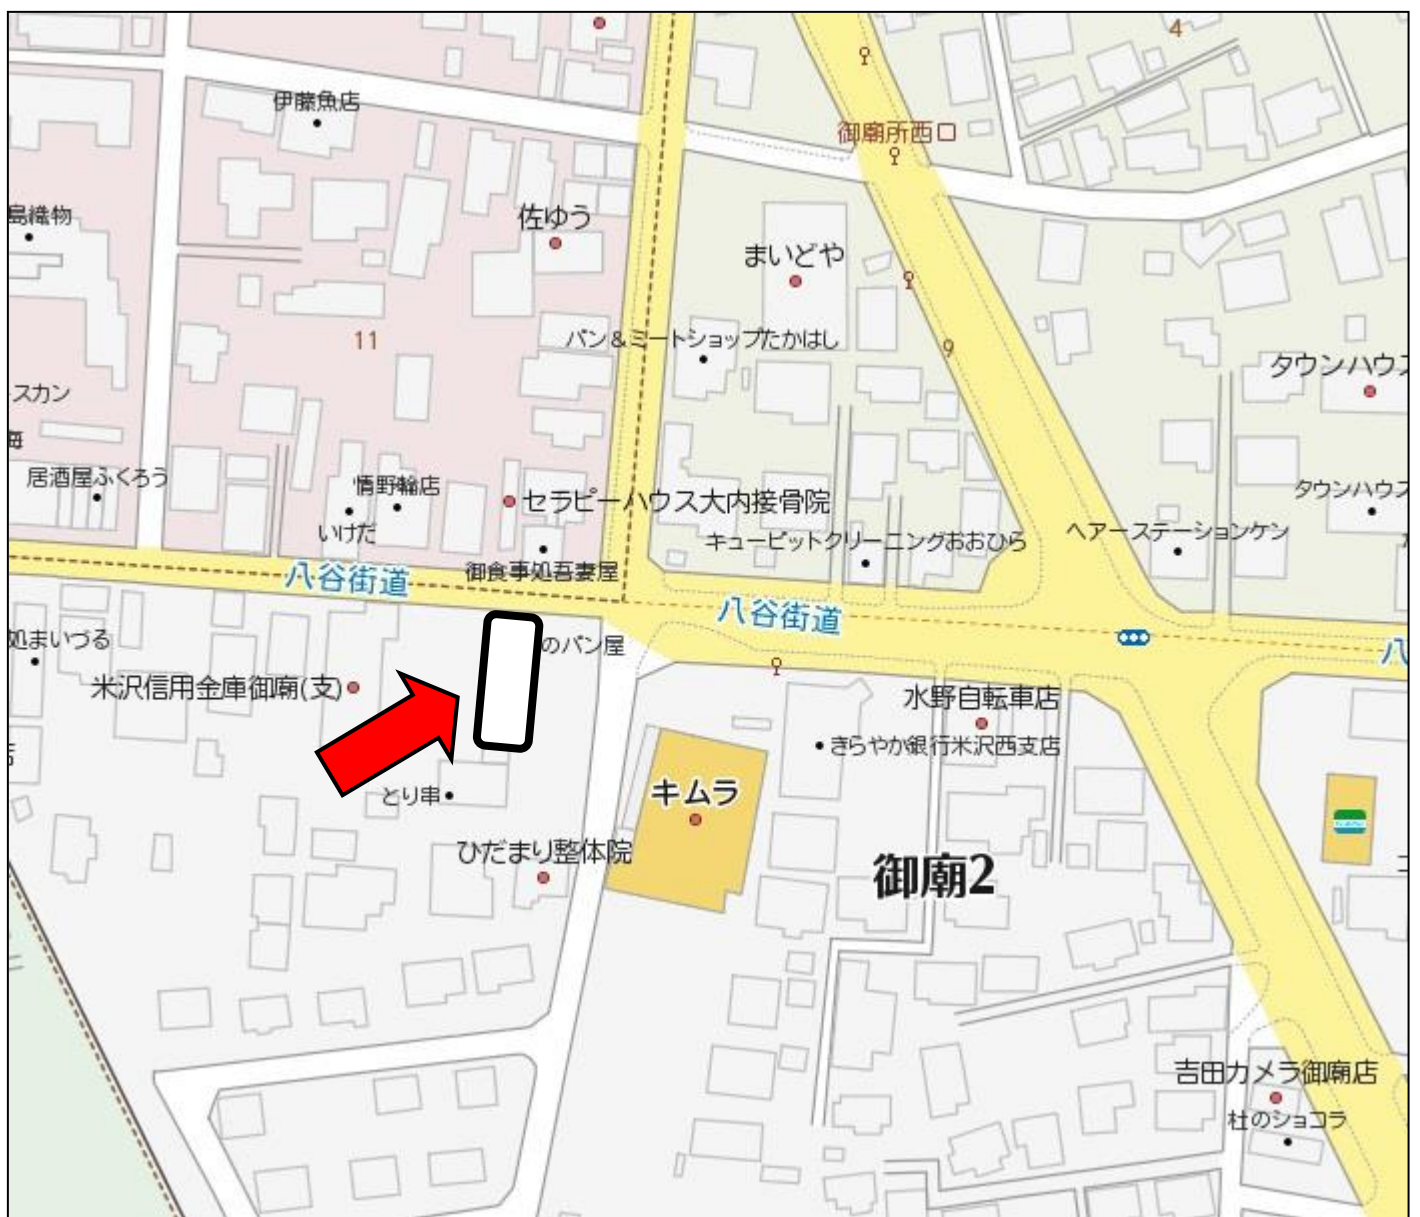 4
伊藤魚店
御廟所西口
島織物
佐ゆう
まいどや
11
パン＆ミートショップたかはし
9
タウンハウス
スカン
海
居酒屋ふくろう
情野輪店
セラピーハウス大内接骨院
タウンハウス
いけだ
キューピットクリーニングおおひら
ヘアーステーションケン
御食事処吾妻屋
八谷街道
八谷街道
八
処まいづる
のパン屋
米沢信用金庫御廟(支)
水野自転車店
きらやか銀行米沢西支店
店
キムラ
とり串
ひだまり整体院
御廟2
吉田カメラ御廟店
杜のショコラ